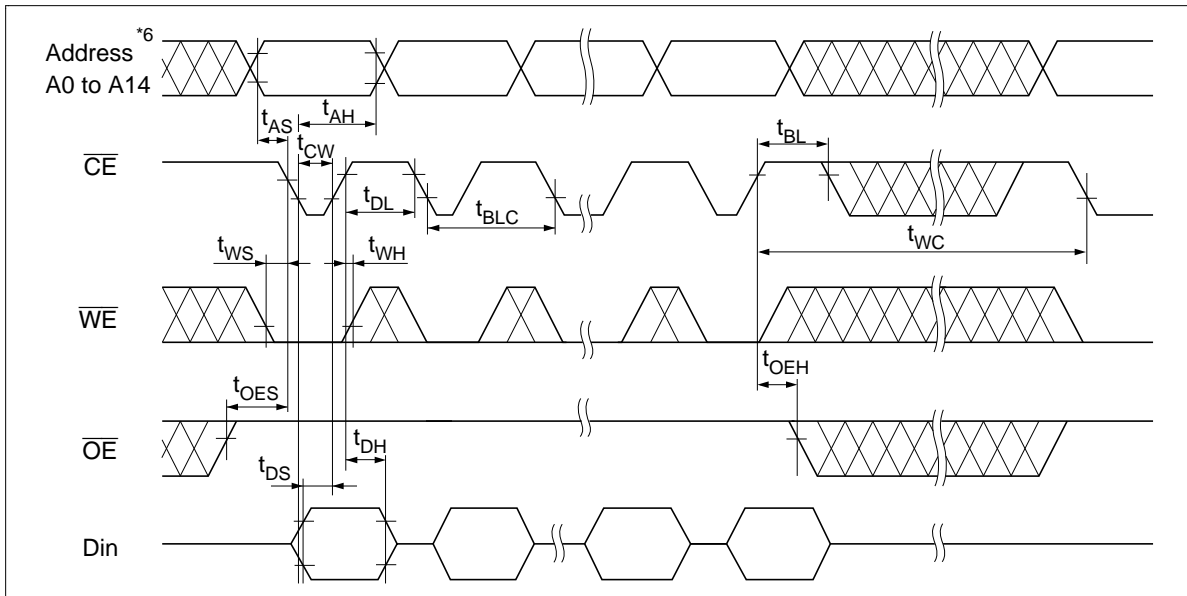 Address *6
A0 to A14
tAS
tAH
tCW
tBL
CE
tDL
tBLC
tWC
tWS
tWH
WE
tOEH
tOES
OE
tDH
tDS
Din